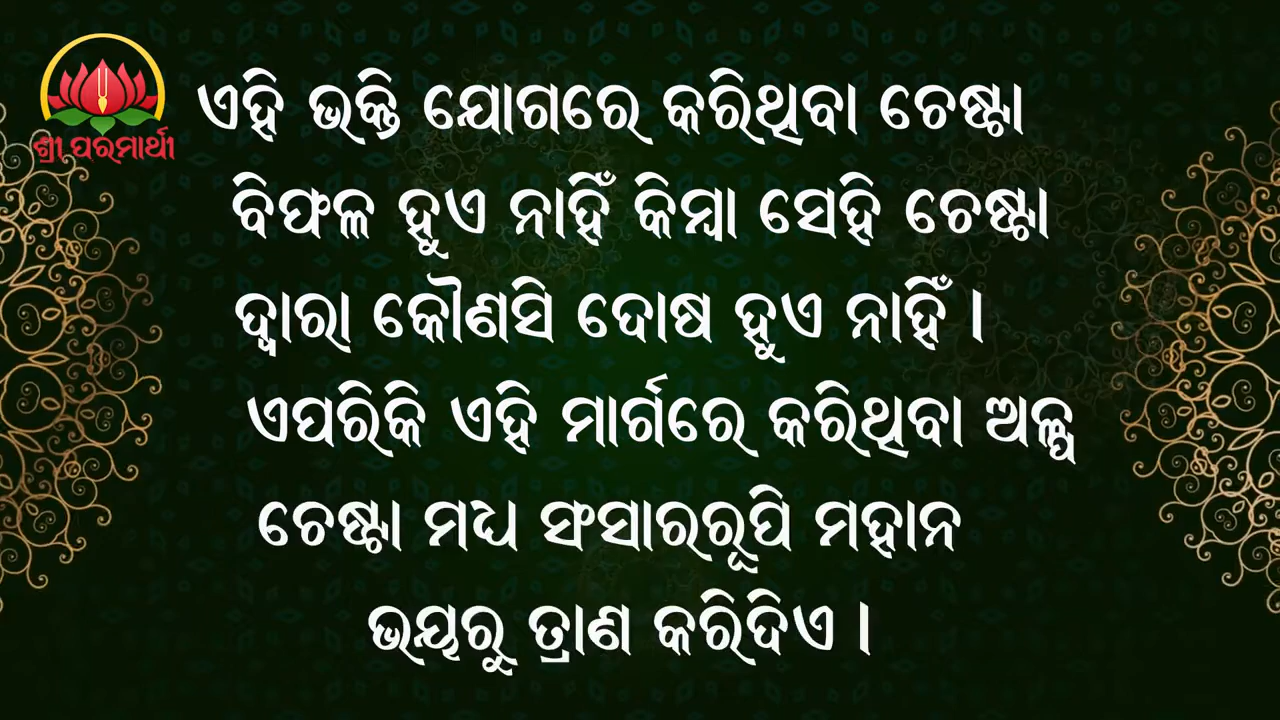 ଶ୍ରୀ ପରମାର୍ଥୀ
ଏହି ଭକ୍ତି ଯୋଗରେ କରିଥିବା ଚେଷ୍ଟା
ବିଫଳ ହୁଏ ନାହିଁ କିମ୍ବା ସେହି ଚେଷ୍ଟା
ଦ୍ୱାରା କୌଣସି ଦୋଷ ହୁଏ ନାହିଁ ।
ଏପରିକି ଏହି ମାର୍ଗରେ କରିଥିବା ଅଳ୍ପ
ଚେଷ୍ଟା ମଧ୍ୟ ସଂସାରରୂପି ମହାନ
ଭୟରୁ ତ୍ରାଣ କରିଦିଏ ।